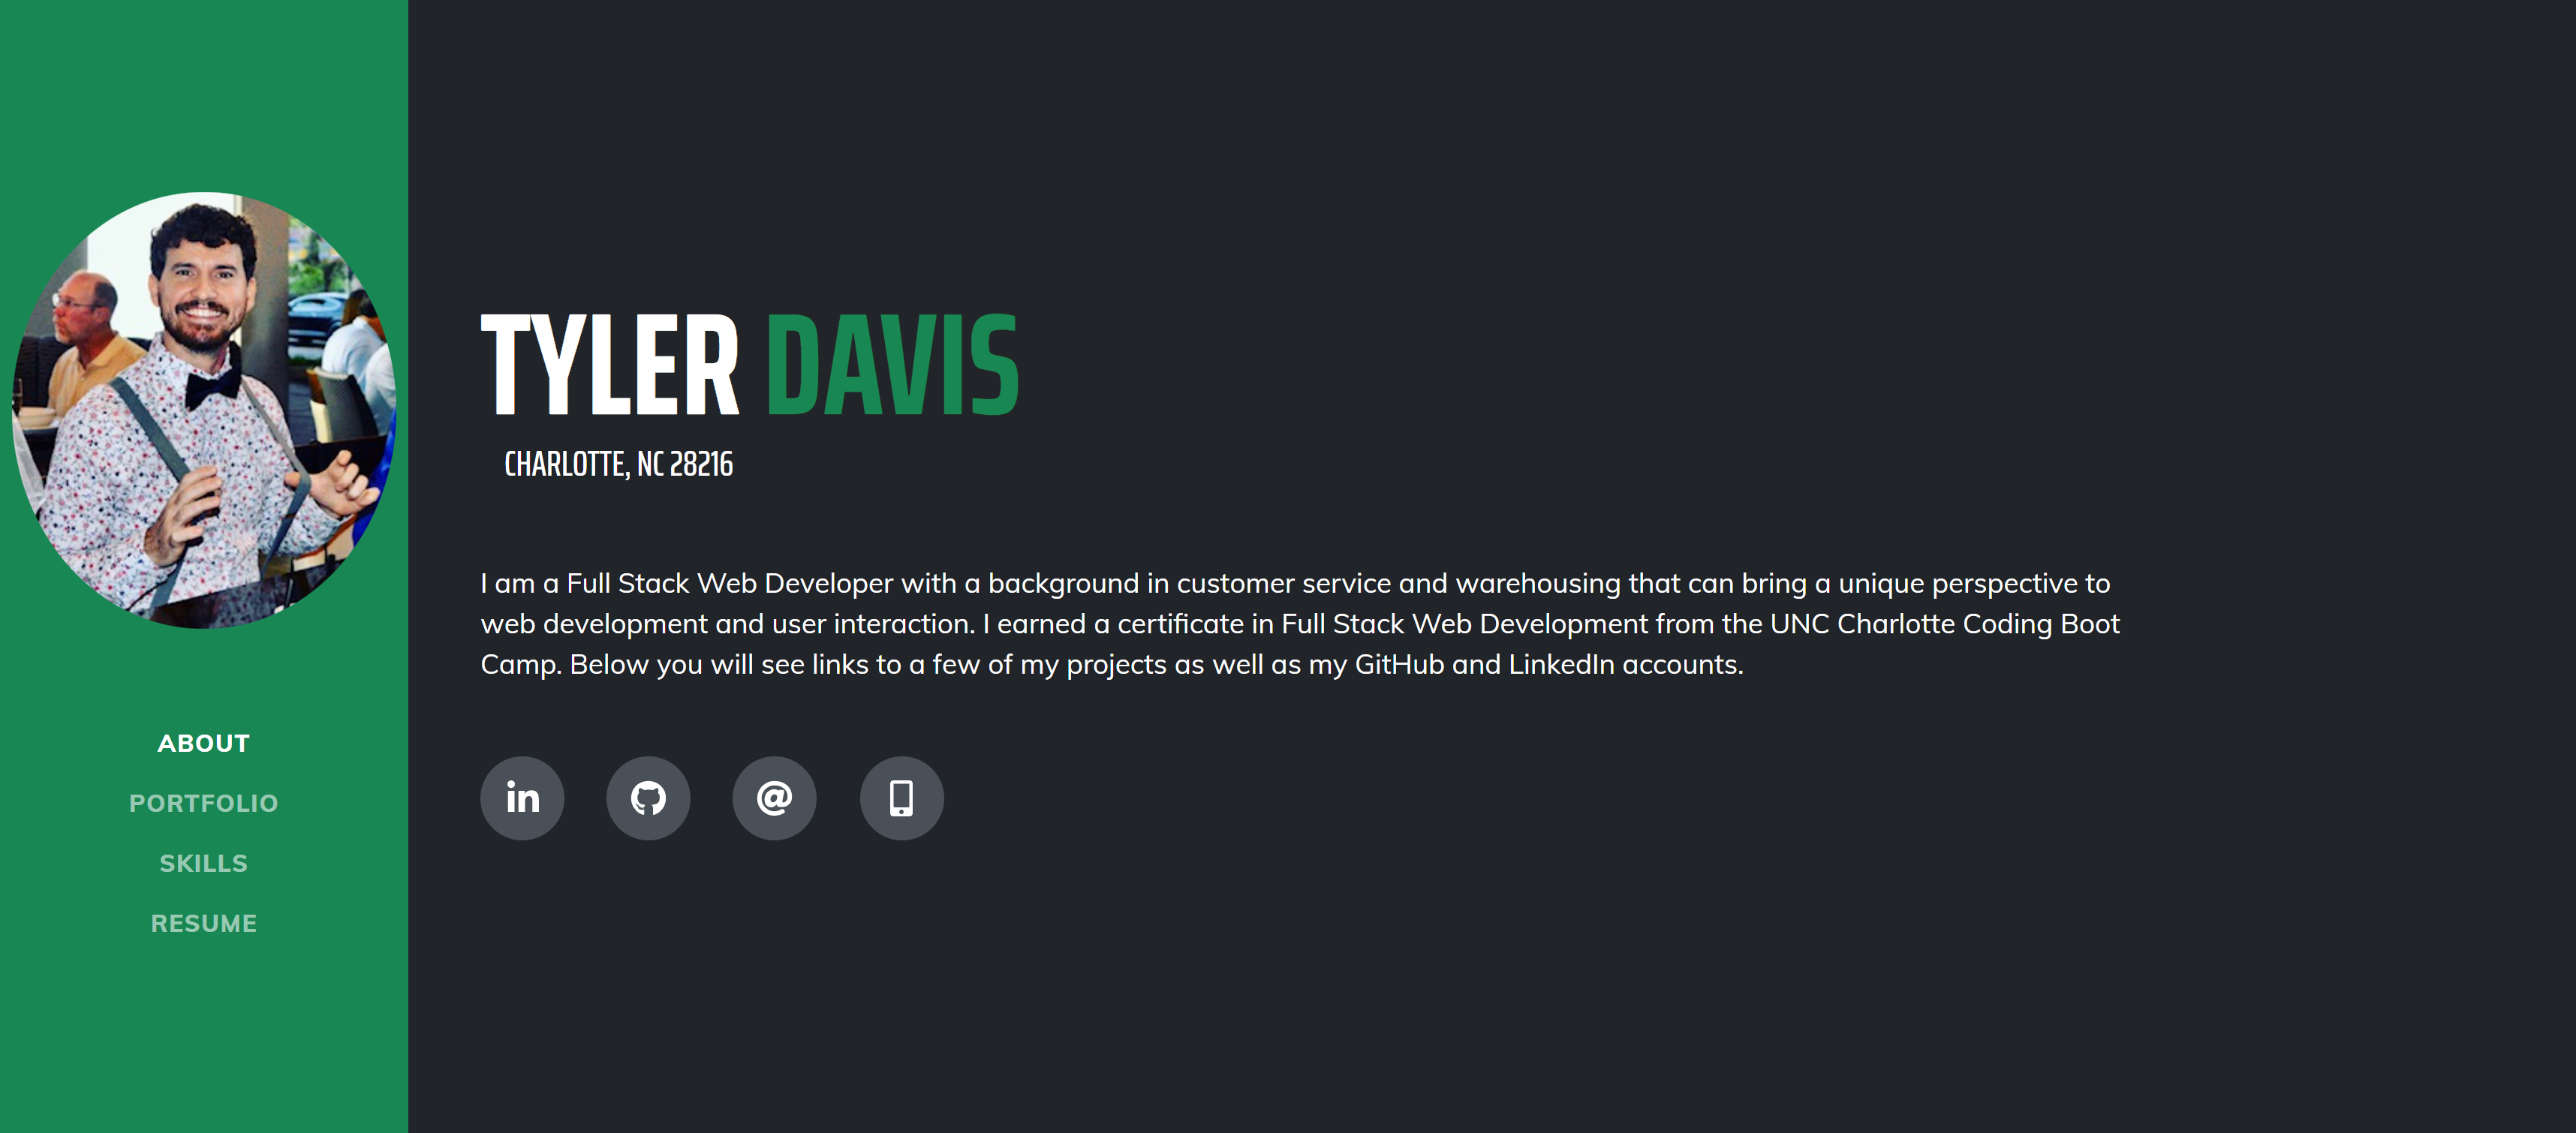 TYLER DAVIS
CHARLOTTE, NC 28216
I am a Full Stack Web Developer with a background in customer service and warehousing that can bring a unique perspective to
web development and user interaction. I earned a certificate in Full Stack Web Development from the UNC Charlotte Coding Boot
Camp. Below you will see links to a few of my projects as well as my GitHub and LinkedIn accounts.
in
@
ABOUT
PORTFOLIO
SKILLS
RESUME